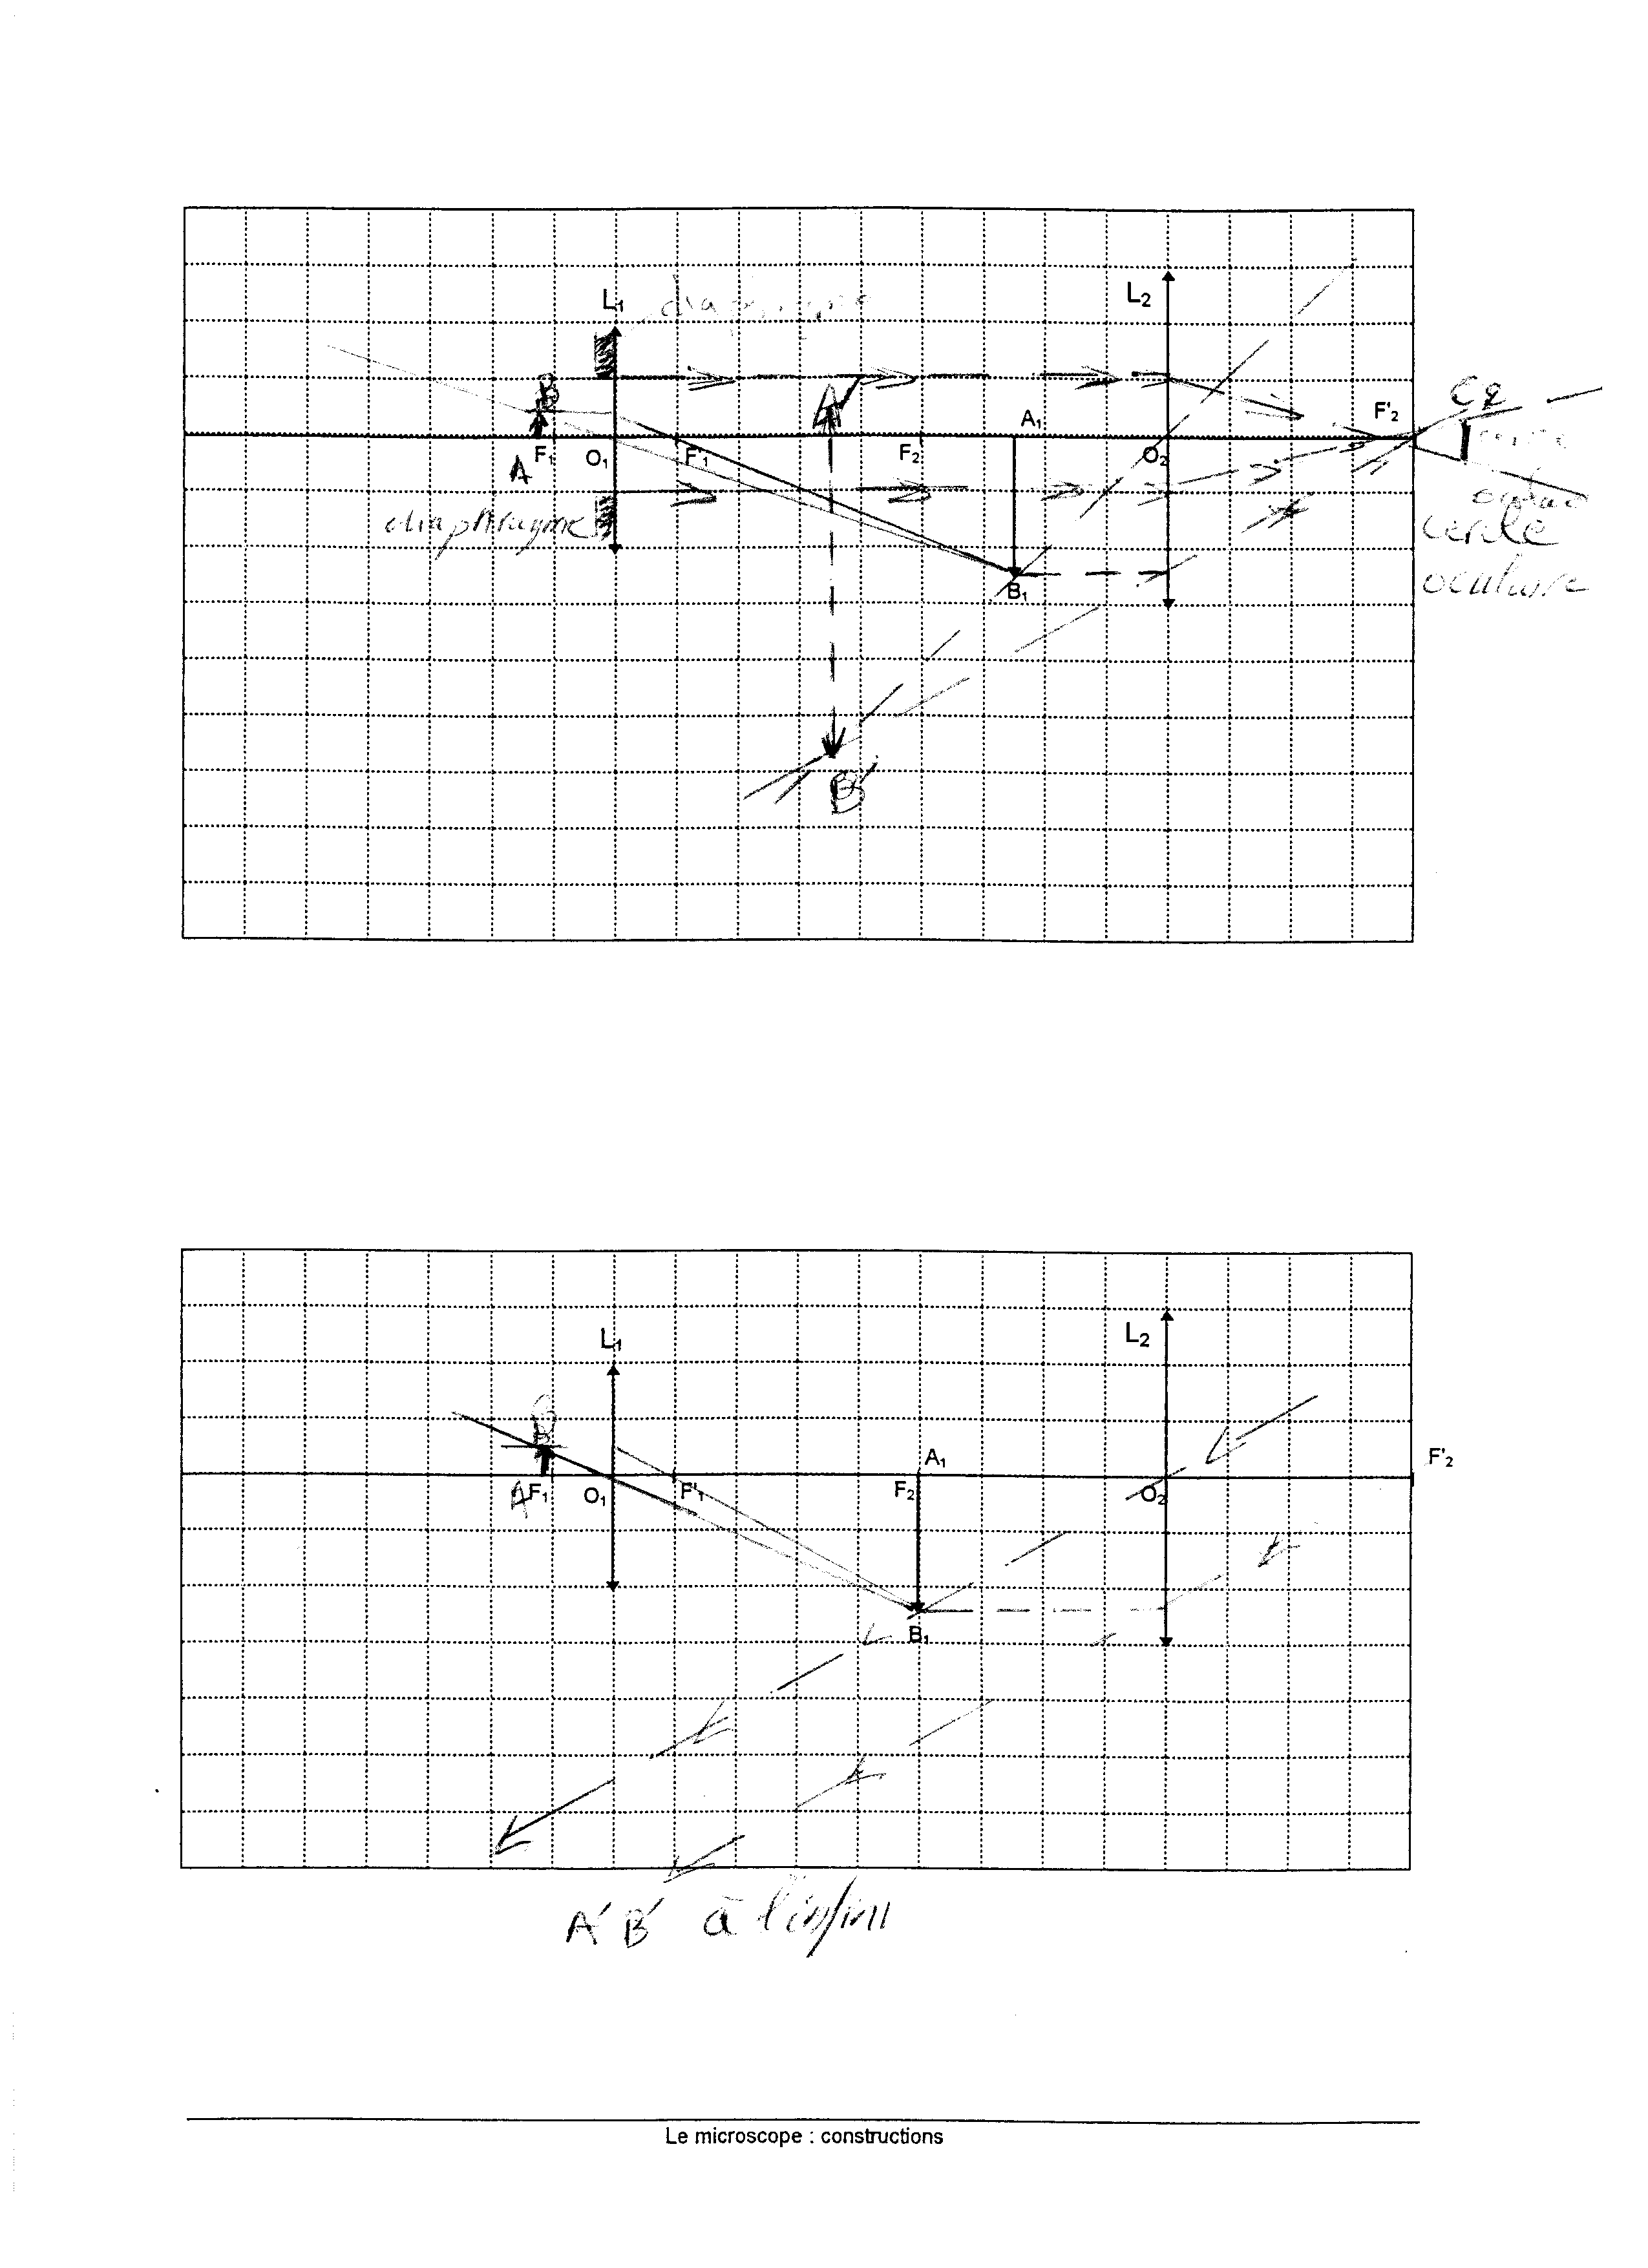 L1 diaphragme L2
B F'2 C2
A1
F1 O1 F'1 F2 O2
A
diaphragme
cercle
oculaire
B1
B'
L1 L2
B
A1 F'2
A F1 O1 F'1 F2 O2
B1
A' B' à l'infini
Le microscope : constructions